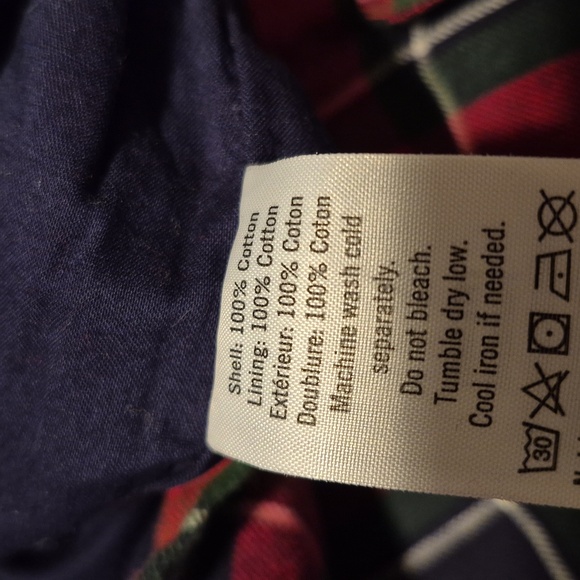 Shell: 100% Cotton
Lining: 100% Cotton
Extérieur: 100% Coton
Doublure: 100% Coton
Machine wash cold
separately.
Do not bleach.
Tumble dry low.
Cool iron if needed.
30